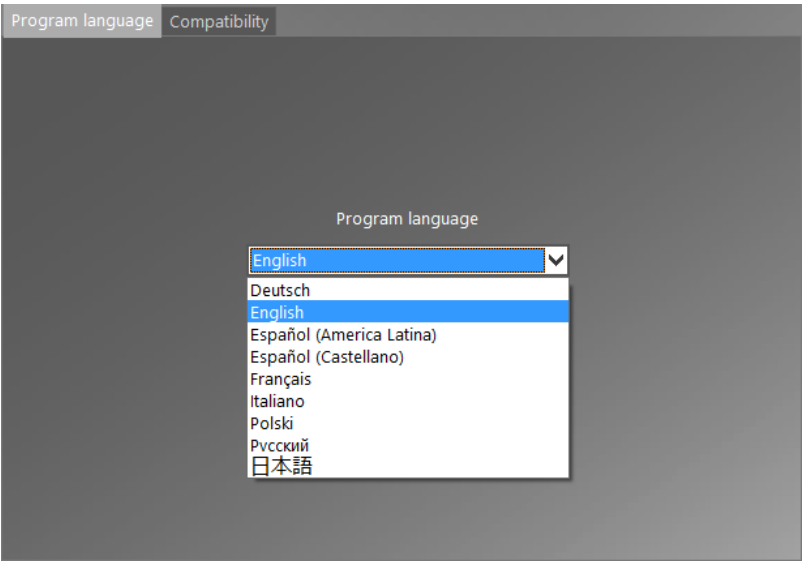 Program language Compatibility
Program language
English
Deutsch
English
Español (America Latina)
Español (Castellano)
Français
Italiano
Polski
Русский
日本語